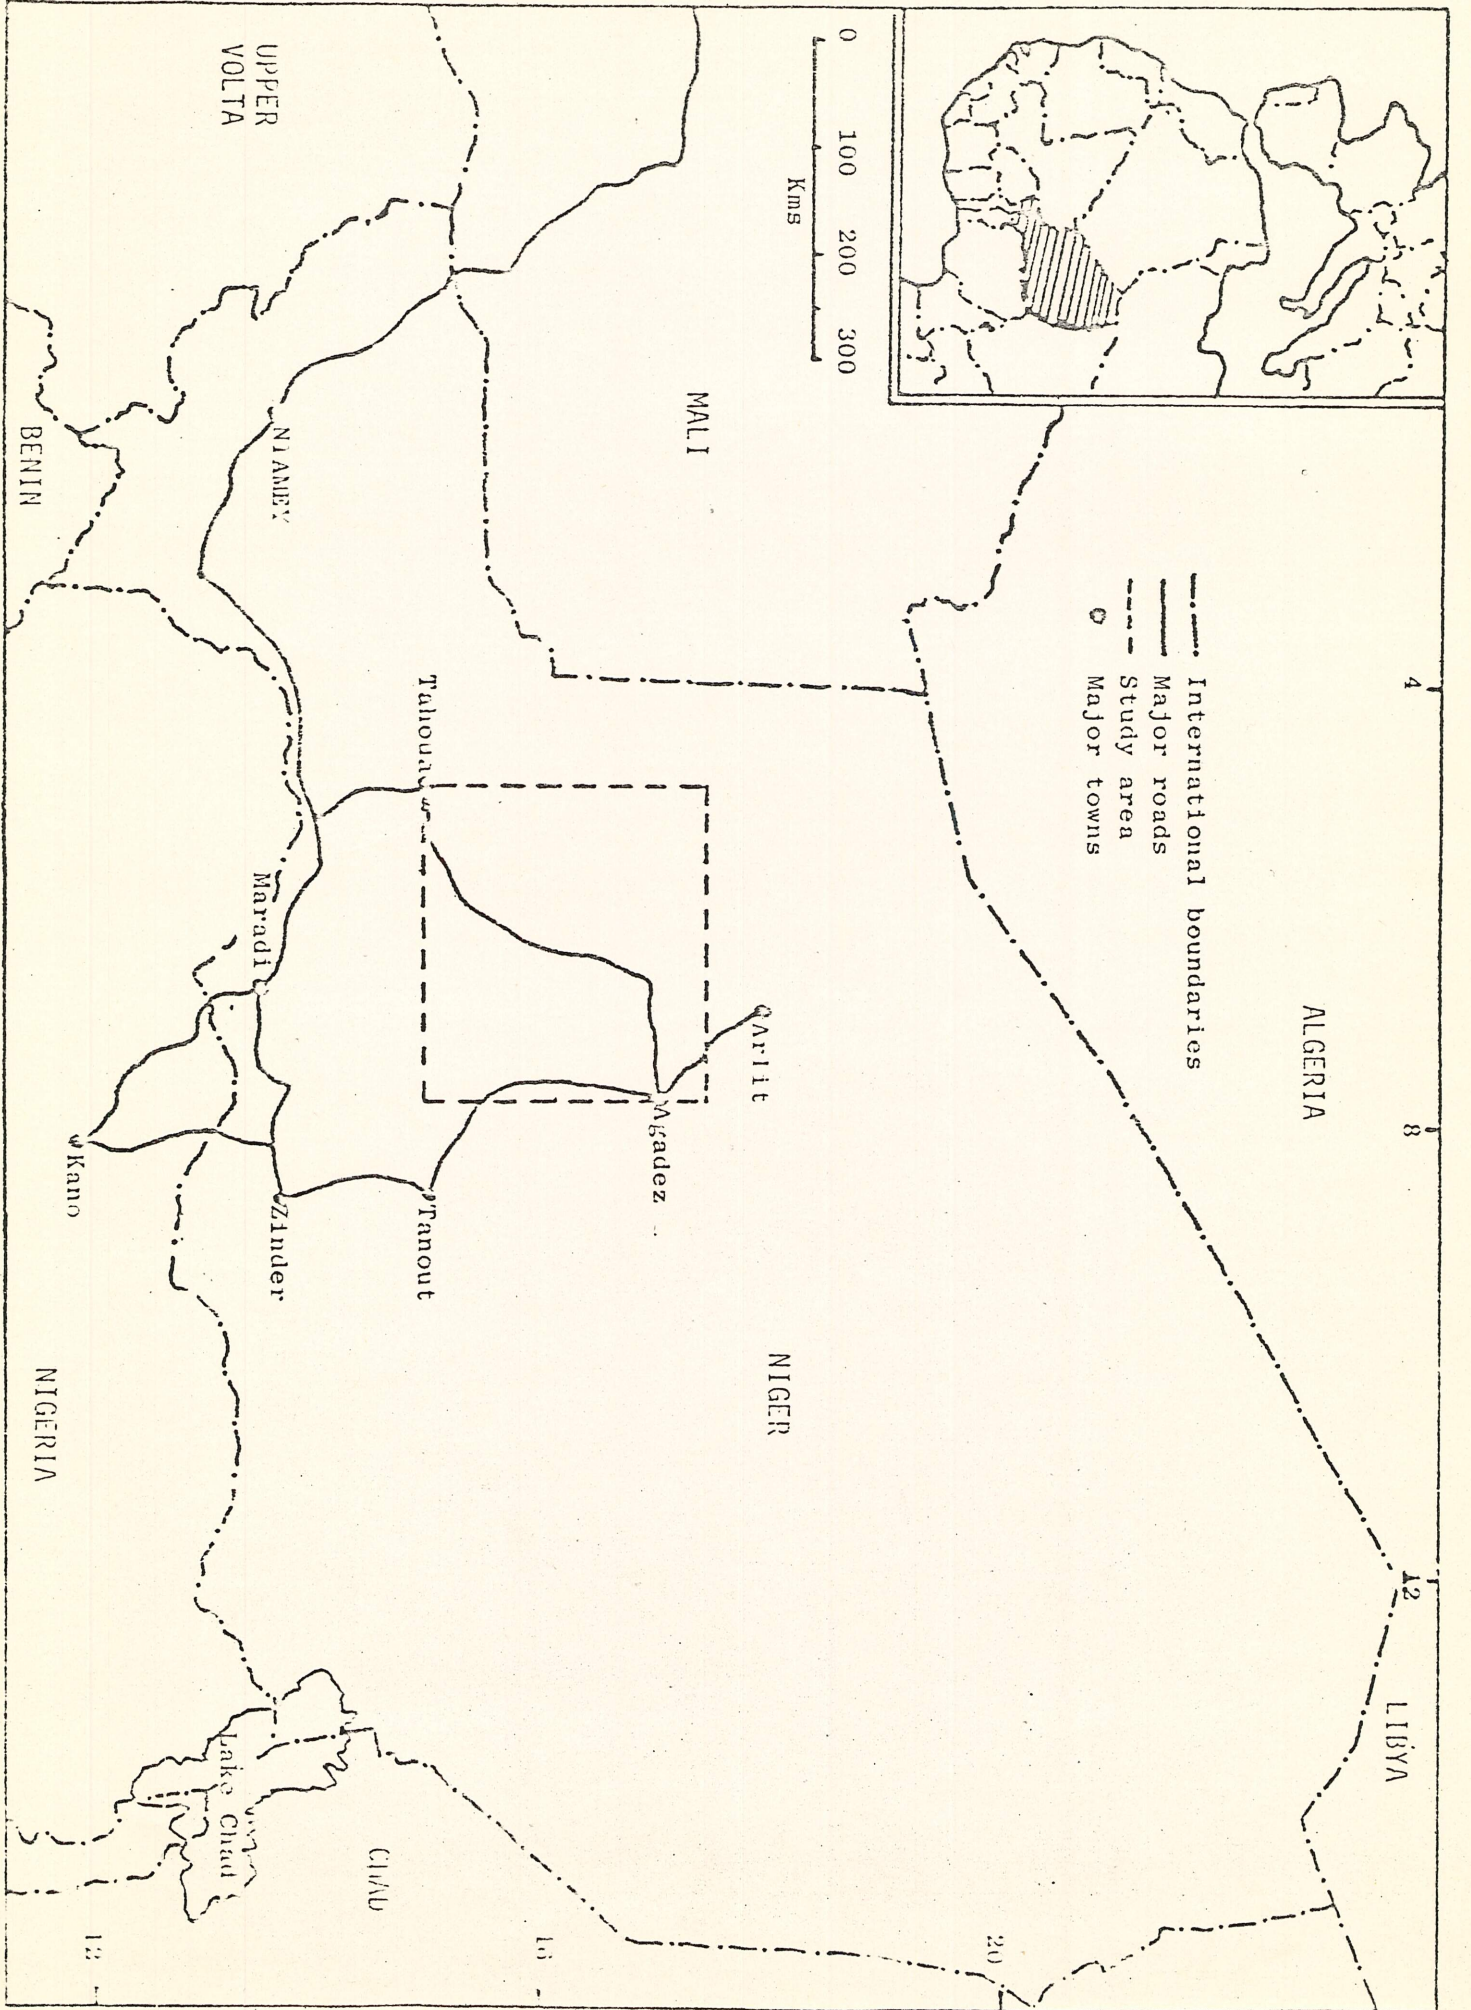 4
8
12
ALGERIA
LIBYA
International boundaries
Major roads
Study area
Major towns
0 100 200 300
Kms
MALI
NIGER
Arlit
Agadez
Tahoua
Tanout
CHAD
NIAMEY
Maradi
Zinder
Lake Chad
UPPER
VOLTA
Kano
BENIN
NIGERIA
20
16
12